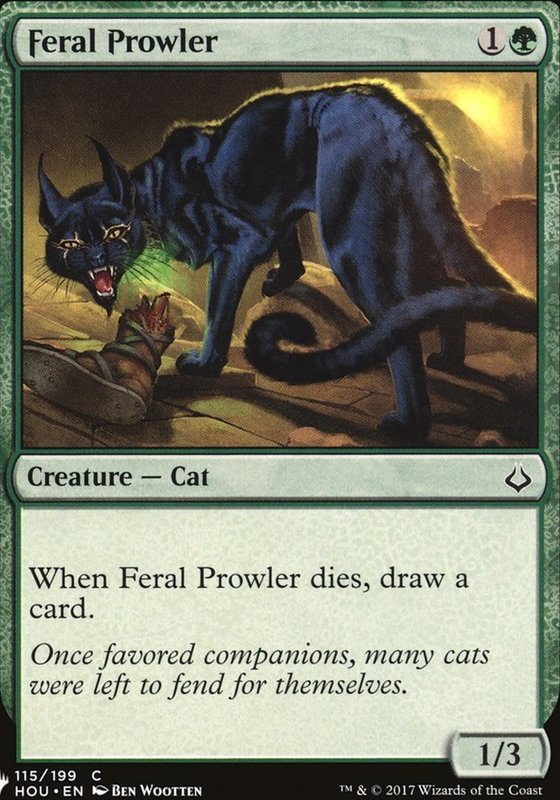 Feral Prowler
1
Creature — Cat
When Feral Prowler dies, draw a
card.
Once favored companions, many cats
were left to fend for themselves.
1/3
115/199 C
HOU • EN Ben Wootten
™ & © 2017 Wizards of the Coast